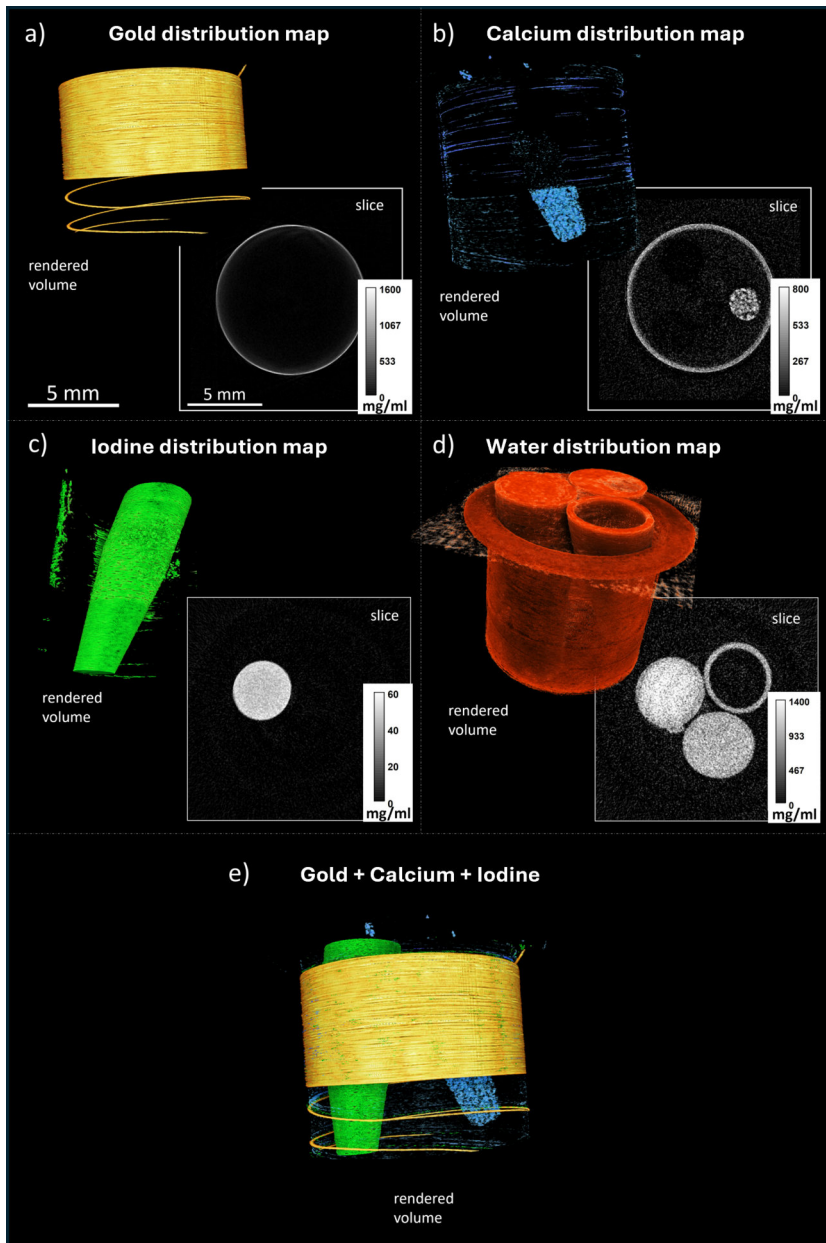 a)
Gold distribution map
rendered
volume
5 mm
slice
5 mm
1600
1067
533
0
mg/ml
b)
Calcium distribution map
rendered
volume
slice
800
533
267
0
mg/ml
c)
Iodine distribution map
rendered
volume
slice
60
40
20
0
mg/ml
d)
Water distribution map
rendered
volume
slice
1400
933
467
0
mg/ml
e)
Gold + Calcium + Iodine
rendered
volume